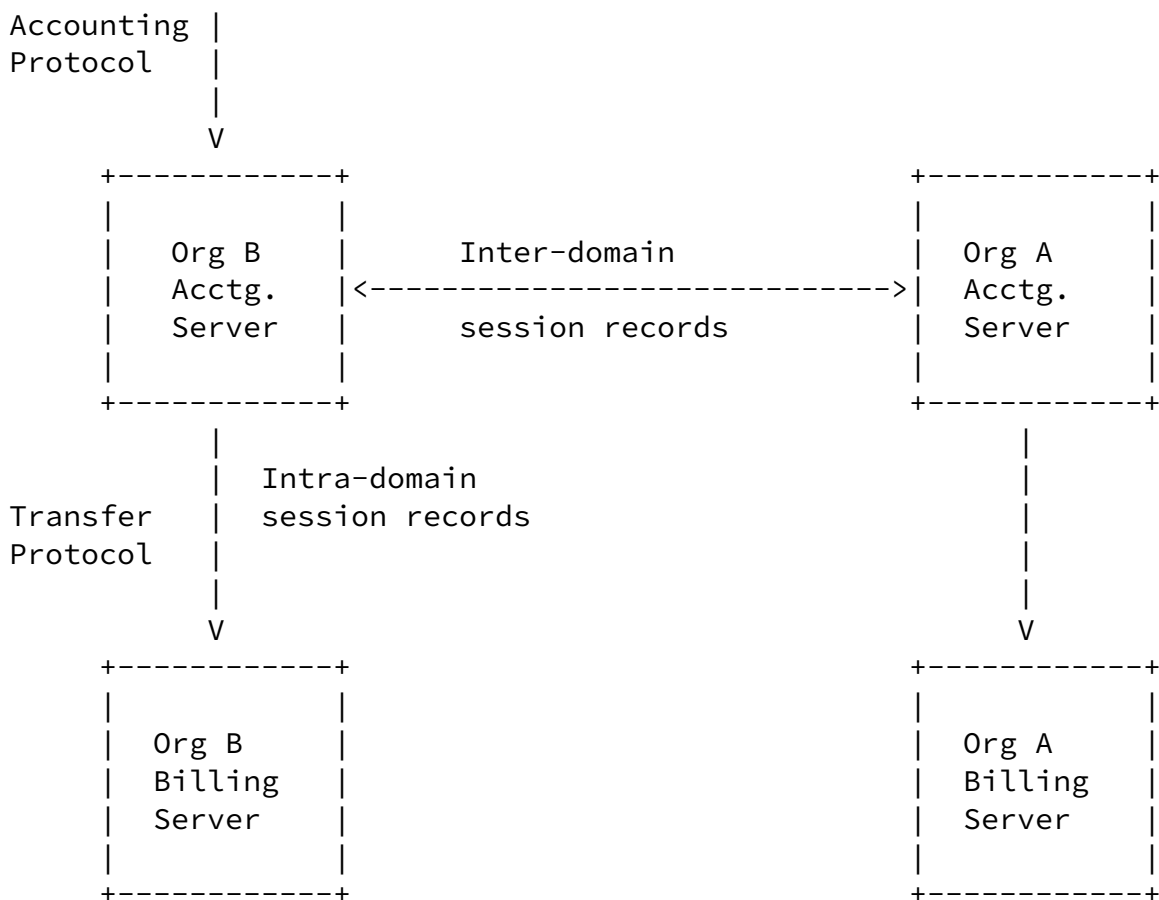 Accounting
Protocol
Org B Inter-domain Org A
Acctg. Acctg.
Server session records Server
Intra-domain
Transfer session records
Protocol
Org B Org A
Billing Billing
Server Server